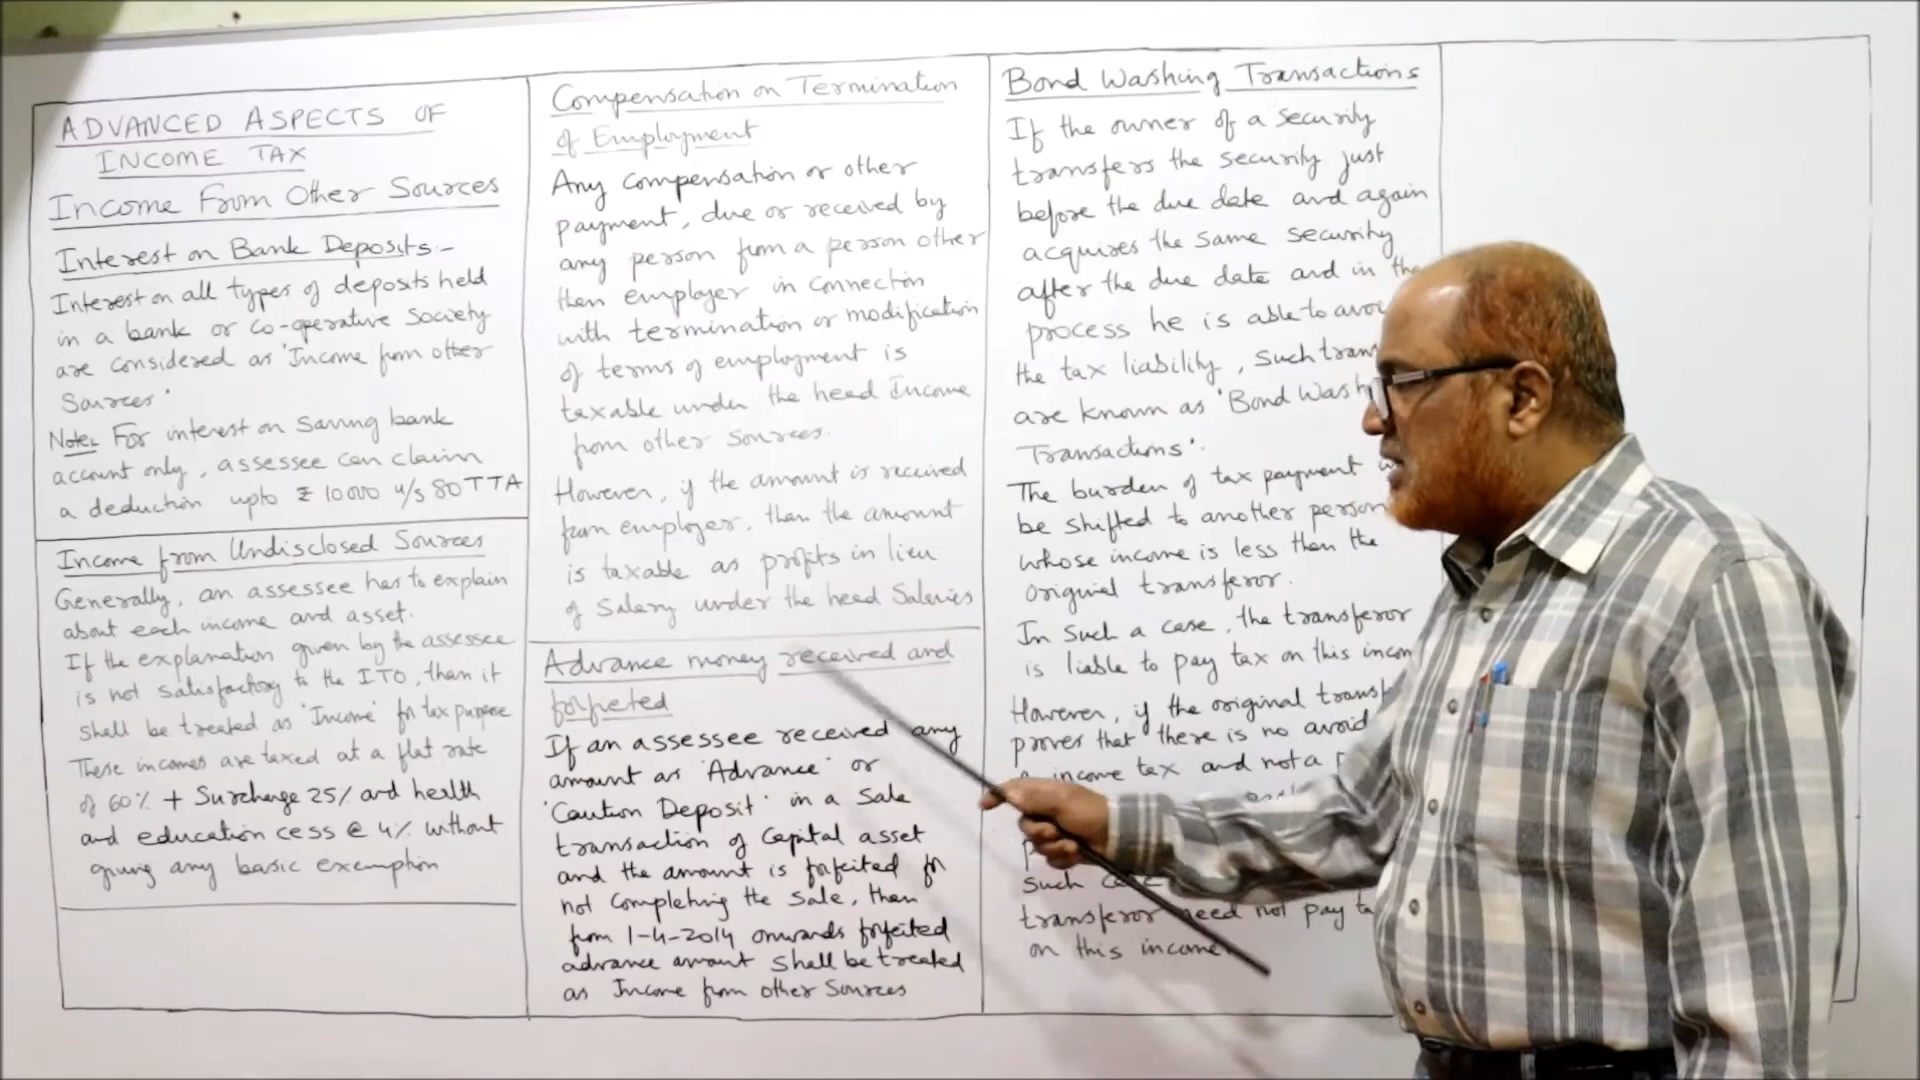 ADVANCED ASPECTS OF
INCOME TAX
Income From Other Sources
Interest on Bank Deposits:-
Interest on all types of deposits held
in a bank or co-operative Society
are considered as 'Income from other
Sources'
Note:- For interest on Saving bank
account only, assessee can claim
a deduction upto ₹ 10000 u/s 80 TTA
Income from Undisclosed Sources
Generally, an assessee has to explain
about each income and asset.
If the explanation given by the assessee
is not satisfactory to the ITO, then it
shall be treated as 'Income' for tax purpose
These incomes are taxed at a flat rate
of 60% + Surcharge 25% and health
and education cess @ 4% without
giving any basic exemption
Compensation on Termination
of Employment
Any compensation or other
payment, due or received by
any person from a person other
then employer in connection
with termination or modification
of terms of employment is
taxable under the head Income
from other sources.
However, if the amount is received
from employer, then the amount
is taxable as profits in lieu
of Salary under the head Salaries
Advance money received and
forfeited
If an assessee received any
amount as 'Advance' or
'Caution Deposit' in a Sale
transaction of Capital asset
and the amount is forfeited for
not completing the Sale, then
from 1-4-2014 onwards forfeited
advance amount shall be treated
as Income from other Sources
Bond Washing Transactions
If the owner of a security
transfers the security just
before the due date and again
acquires the same security
after the due date and in the
process he is able to avoi
the tax liability, such trans
are known as 'Bond Wash
Transactions'.
The burden of tax payment
be shifted to another person
whose income is less then the
original transferor.
In such a case, the transferor
is liable to pay tax on this incom
However, if the original transf
proves that there is no avoid
income tax and not a
such
transferor need not pay ta
on this income